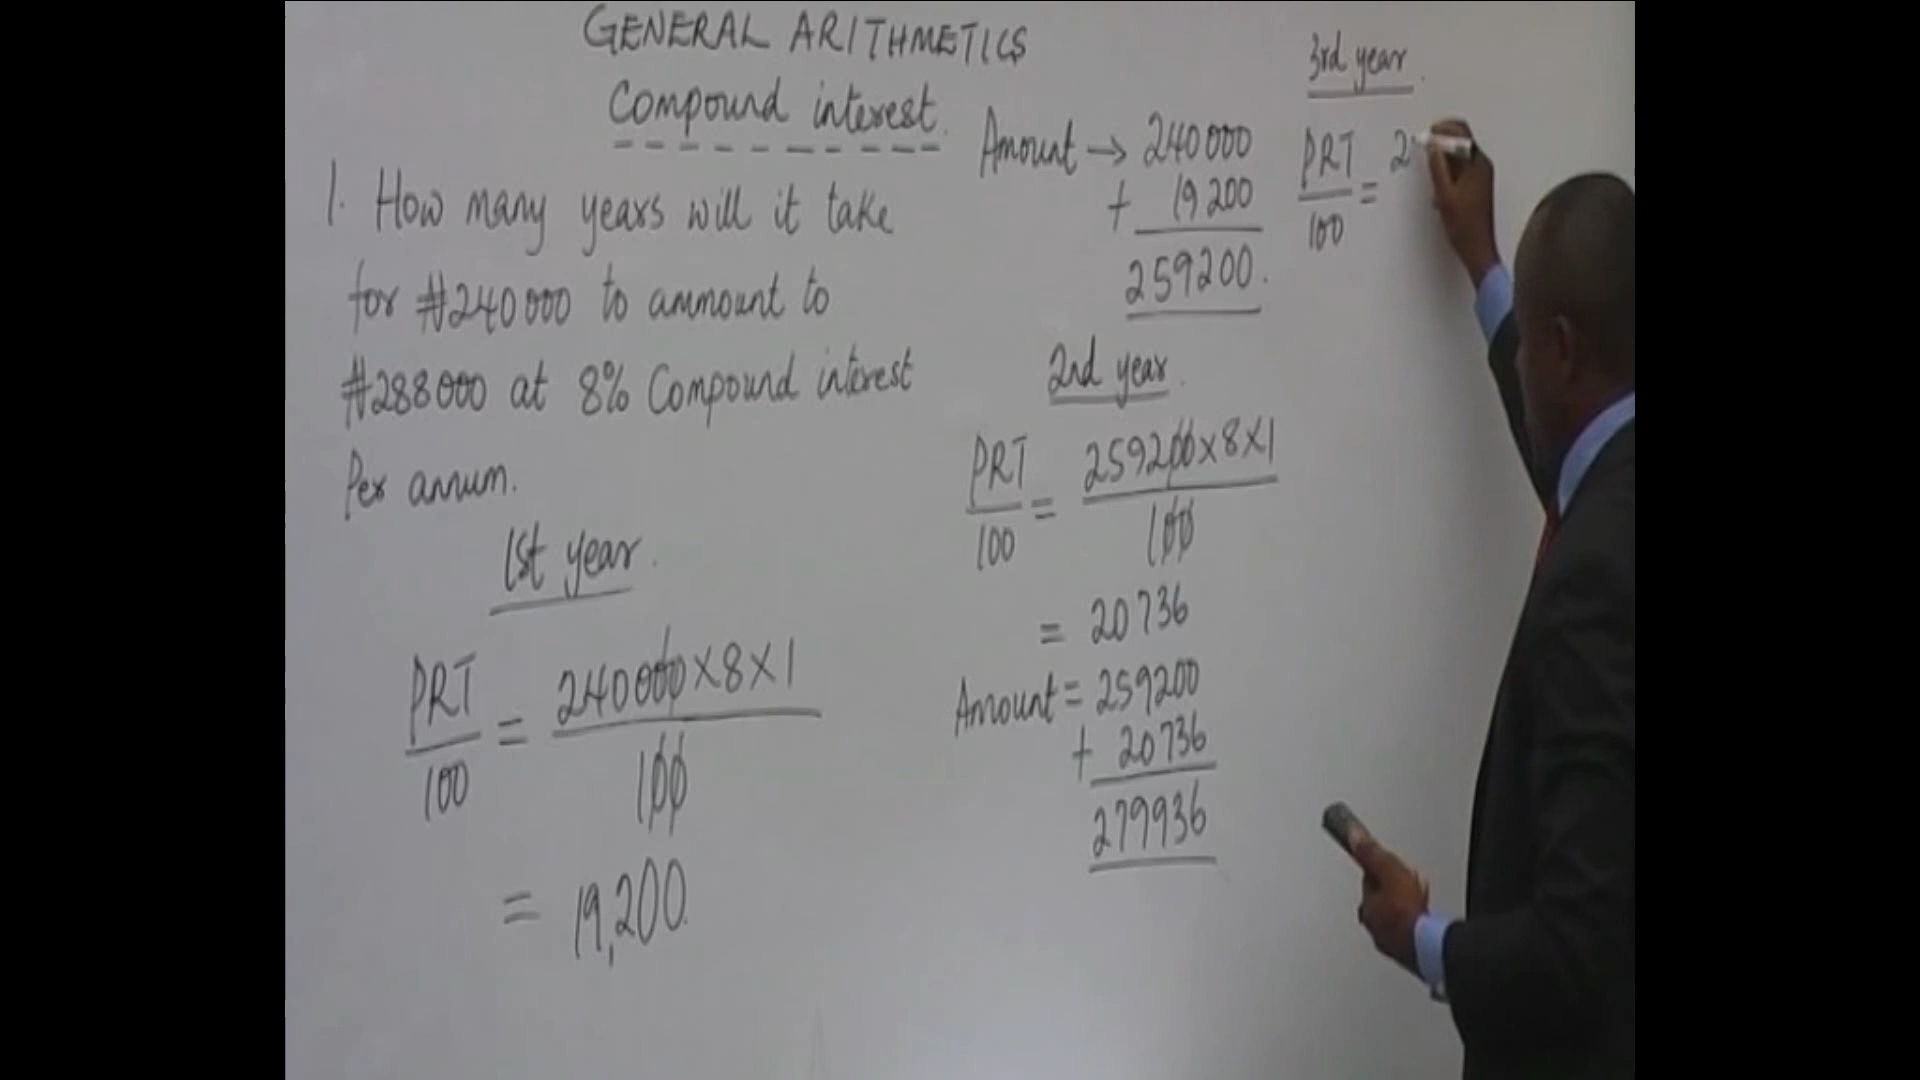 GENERAL ARITHMETICS
Compound interest.
1. How many years will it take
for ₦240000 to ammount to
₦288000 at 8% Compound interest
Per annum.
1st year.
PRT/100 = 240000×8×1/100
= 19,200.
Amount → 240000
+ 19200
259200.
2nd year.
PRT/100 = 259200×8×1/100
= 20736
Amount = 259200
+ 20736
279936
3rd year.
PRT/100 = 2